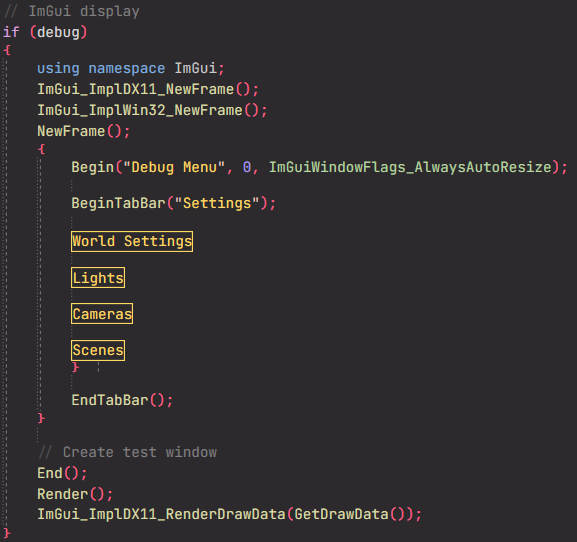 // ImGui display
if (debug)
{
using namespace ImGui;
ImGui_ImplDX11_NewFrame();
ImGui_ImplWin32_NewFrame();
NewFrame();
{
Begin("Debug Menu", 0, ImGuiWindowFlags_AlwaysAutoResize);
BeginTabBar("Settings");
World Settings
Lights
Cameras
Scenes
}
EndTabBar();
}
// Create test window
End();
Render();
ImGui_ImplDX11_RenderDrawData(GetDrawData());
}